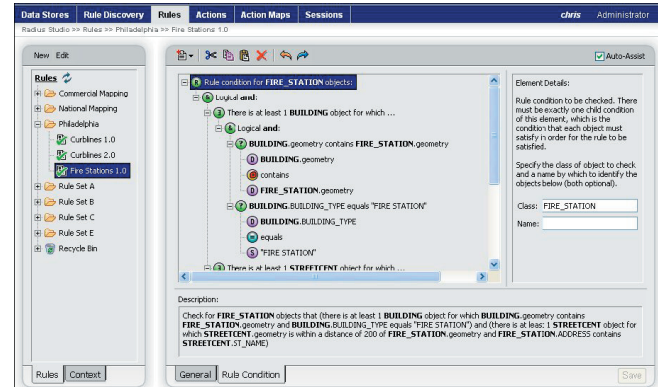 Data Stores Rule Discovery Rules Actions Action Maps Sessions chris Administrator
Radius Studio >> Rules >> Philadelphia >> Fire Stations 1.0
New Edit
Auto-Assist
Rules
Commercial Mapping
National Mapping
Philadelphia
Curblines 1.0
Curblines 2.0
Fire Stations 1.0
Rule Set A
Rule Set B
Rule Set C
Rule Set E
Recycle Bin
Rules Context
R Rule condition for FIRE_STATION objects:
& Logical and:
∃ There is at least 1 BUILDING object for which ...
& Logical and:
? BUILDING.geometry contains FIRE_STATION.geometry
D BUILDING.geometry
contains
D FIRE_STATION.geometry
? BUILDING.BUILDING_TYPE equals "FIRE STATION"
D BUILDING.BUILDING_TYPE
= equals
S "FIRE STATION"
∃ There is at least 1 STREETCENT object for which ...
Element Details:
Rule condition to be checked. There
must be exactly one child condition
of this element, which is the
condition that each object must
satisfy in order for the rule to be
satisfied.
Specify the class of object to check
and a name by which to identify the
objects below (both optional).
Class: FIRE_STATION
Name:
Description:
Check for FIRE_STATION objects that (there is at least 1 BUILDING object for which BUILDING.geometry contains
FIRE_STATION.geometry and BUILDING.BUILDING_TYPE equals "FIRE STATION") and (there is at least 1 STREETCENT object for
which STREETCENT.geometry is within a distance of 200 of FIRE_STATION.geometry and FIRE_STATION.ADDRESS contains
STREETCENT.ST_NAME)
General Rule Condition
Save